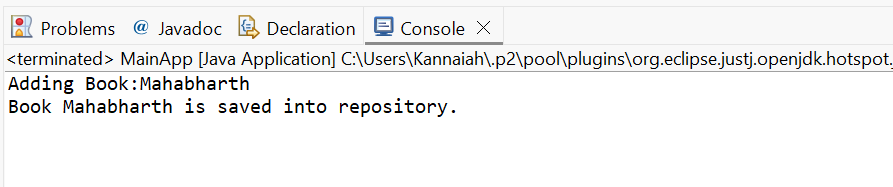 Problems @ Javadoc Declaration Console
<terminated> MainApp [Java Application] C:\Users\Kannaiah\.p2\pool\plugins\org.eclipse.justj.openjdk.hotspot.
Adding Book:Mahabharth
Book Mahabharth is saved into repository.